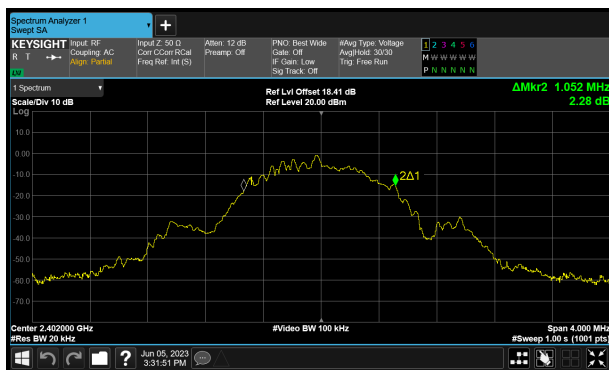 Spectrum Analyzer 1
Swept SA
+
KEYSIGHT
R T
LV
Input: RF
Coupling: AC
Align: Partial
Input Z: 50 Ω
Corr CCorr RCal
Freq Ref: Int (S)
Atten: 12 dB
Preamp: Off
PNO: Best Wide
Gate: Off
IF Gain: Low
Sig Track: Off
#Avg Type: Voltage
Avg|Hold: 30/30
Trig: Free Run
1 2 3 4 5 6
M W W W W W
P N N N N N
1 Spectrum
Scale/Div 10 dB
Ref Lvl Offset 18.41 dB
Ref Level 20.00 dBm
ΔMkr2 1.052 MHz
2.28 dB
Log
10.0
0.00
-10.0
-20.0
-30.0
-40.0
-50.0
-60.0
-70.0
1
2Δ1
Center 2.402000 GHz
#Res BW 20 kHz
#Video BW 100 kHz
Span 4.000 MHz
#Sweep 1.00 s (1001 pts)
?
Jun 05, 2023
3:31:51 PM